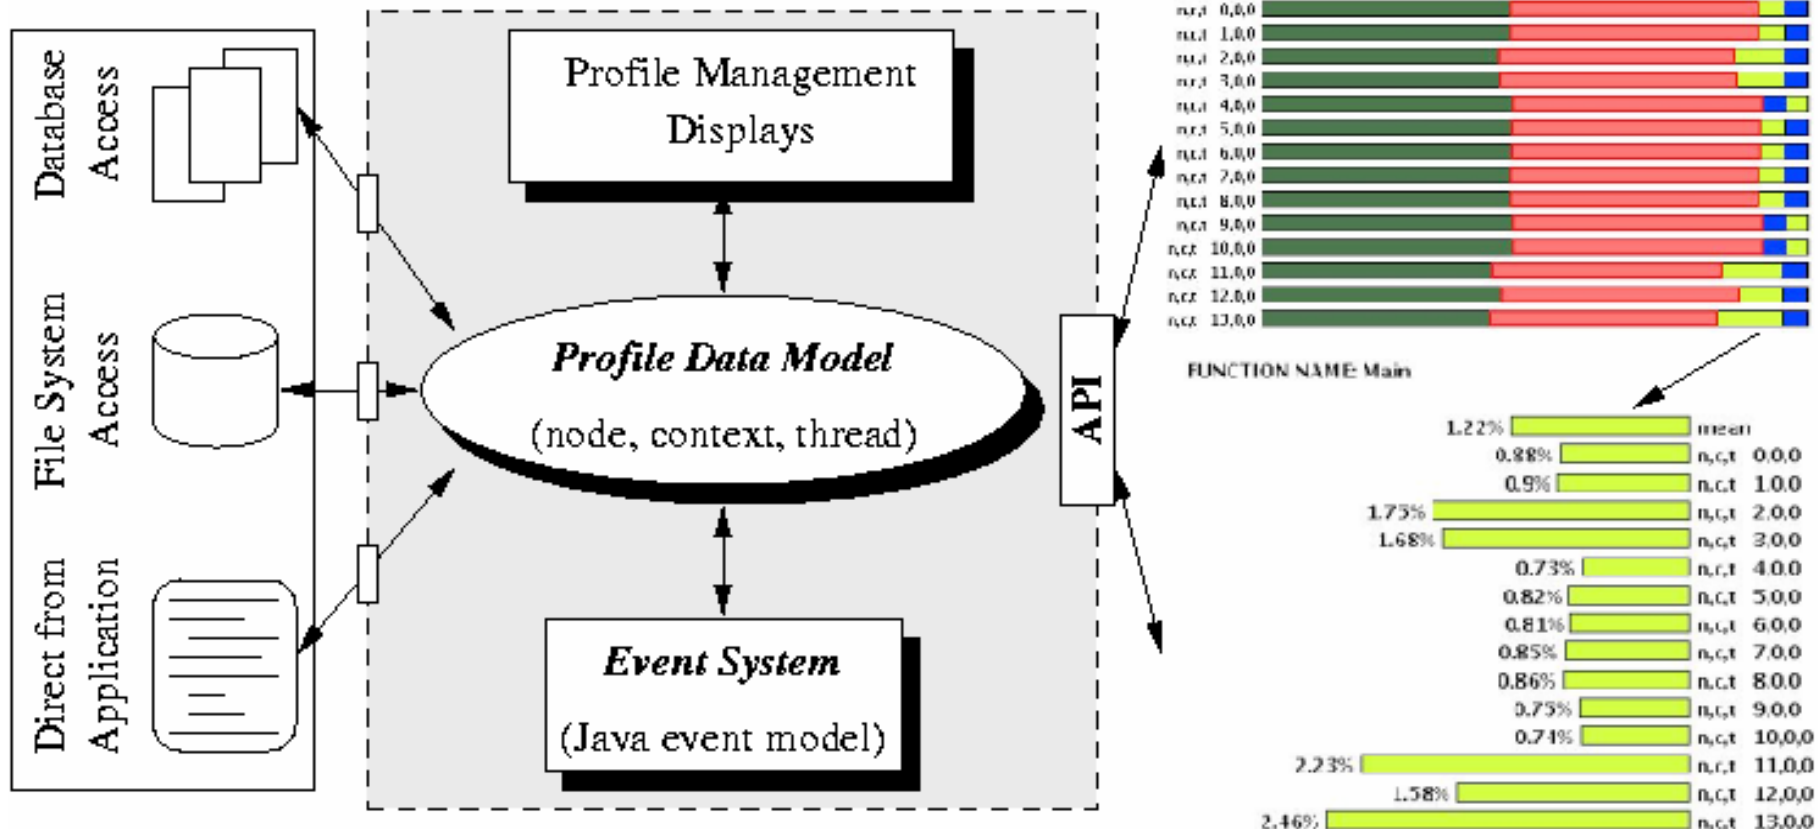 Database
Access
File System
Access
Direct from
Application
Profile Management
Displays
Profile Data Model
(node, context, thread)
Event System
(Java event model)
API
n,c,t 0,0,0
n,c,t 1,0,0
n,c,t 2,0,0
n,c,t 3,0,0
n,c,t 4,0,0
n,c,t 5,0,0
n,c,t 6,0,0
n,c,t 7,0,0
n,c,t 8,0,0
n,c,t 9,0,0
n,c,t 10,0,0
n,c,t 11,0,0
n,c,t 12,0,0
n,c,t 13,0,0
FUNCTION NAME: Main
1.22% mean
0.88% n,c,t 0,0,0
0.9% n,c,t 1,0,0
1.75% n,c,t 2,0,0
1.68% n,c,t 3,0,0
0.73% n,c,t 4,0,0
0.82% n,c,t 5,0,0
0.81% n,c,t 6,0,0
0.85% n,c,t 7,0,0
0.86% n,c,t 8,0,0
0.75% n,c,t 9,0,0
0.74% n,c,t 10,0,0
2.23% n,c,t 11,0,0
1.58% n,c,t 12,0,0
2.46% n,c,t 13,0,0